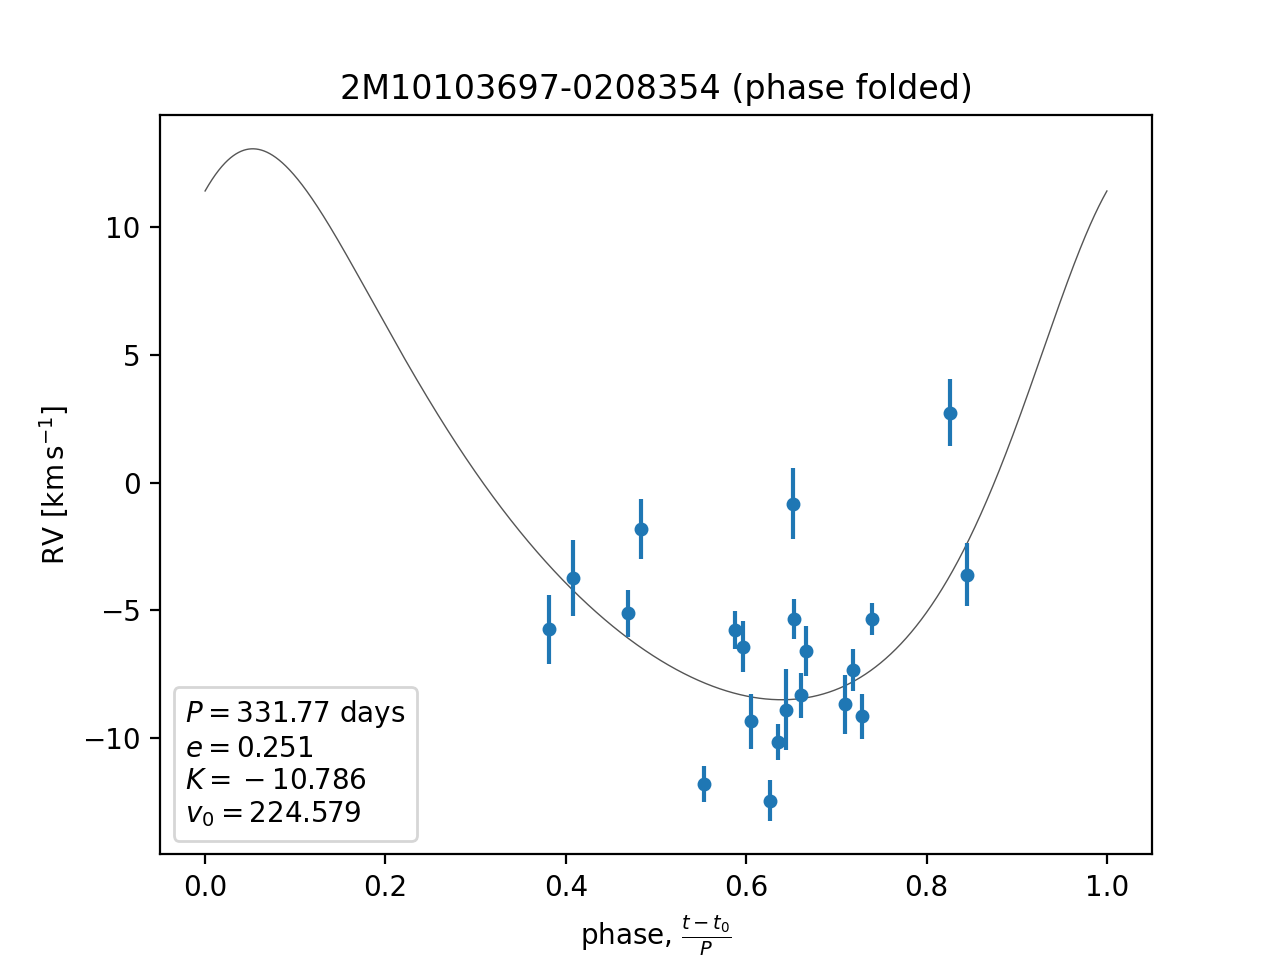 2M10103697-0208354 (phase folded)
10
5
0
−5
−10
RV [km s⁻¹]
P = 331.77 days
e = 0.251
K = −10.786
v₀ = 224.579
0.0 0.2 0.4 0.6 0.8 1.0
phase, (t − t₀)/P